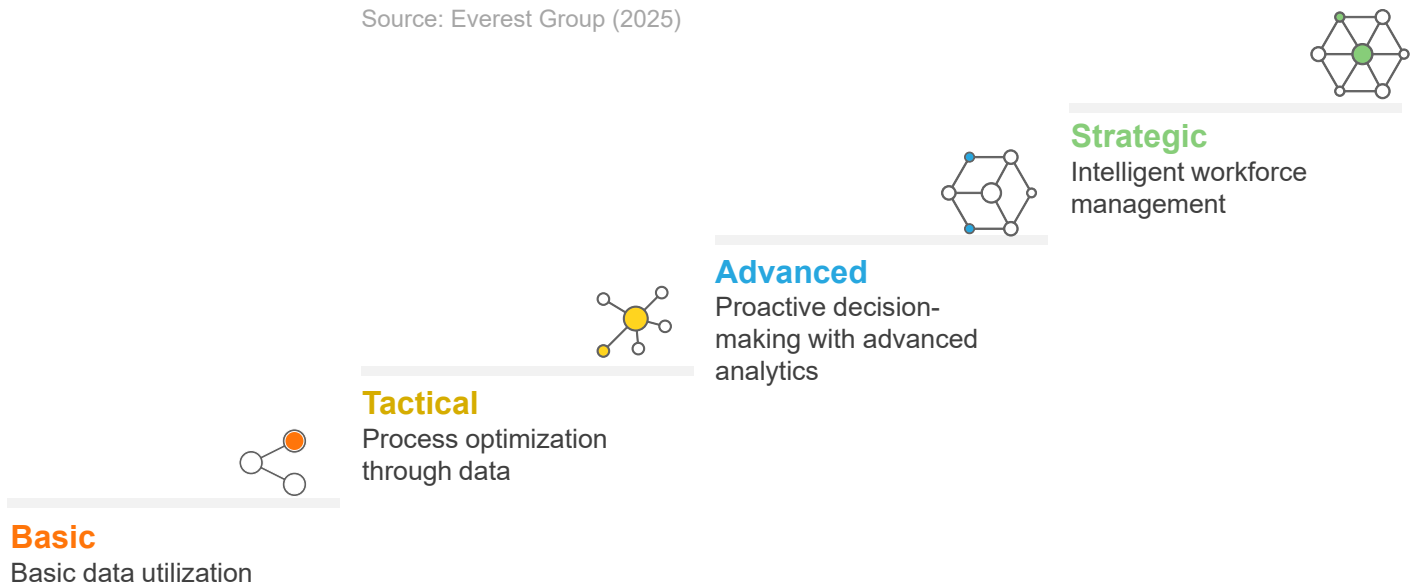 Source: Everest Group (2025)
Strategic
Intelligent workforce
management
Advanced
Proactive decision-
making with advanced
analytics
Tactical
Process optimization
through data
Basic
Basic data utilization